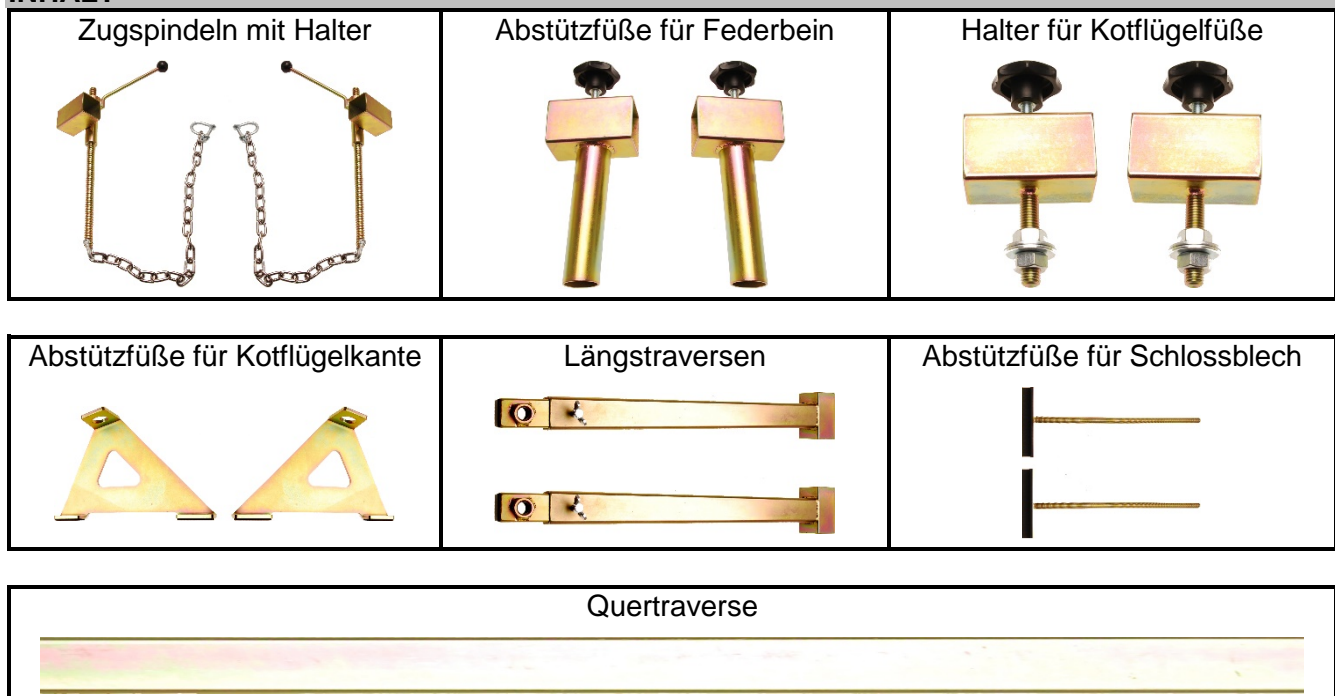 Zugspindeln mit Halter
Abstützfüße für Federbein
Halter für Kotflügelfüße
Abstützfüße für Kotflügelkante
Längstraversen
Abstützfüße für Schlossblech
Quertraverse